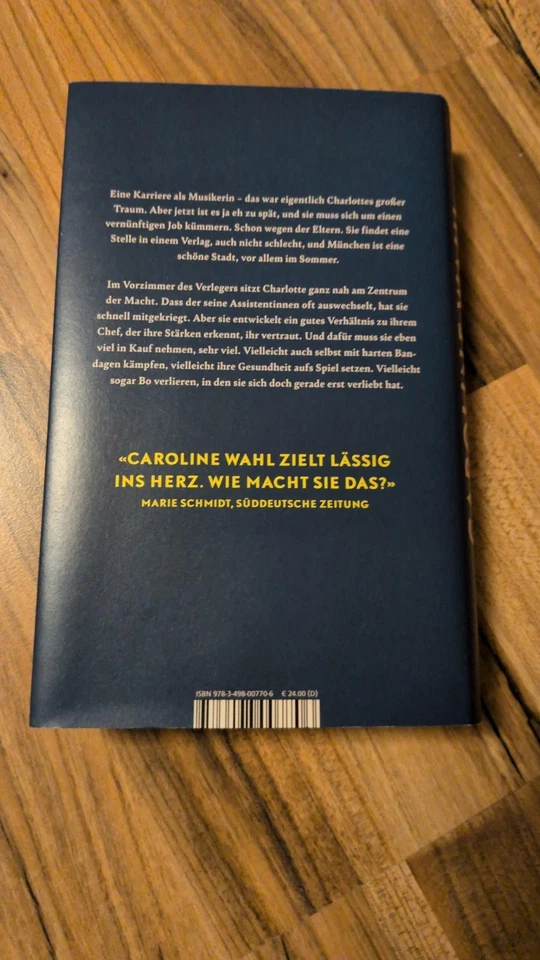 Eine Karriere als Musikerin – das war eigentlich Charlottes großer
Traum. Aber jetzt ist es ja eh zu spät, und sie muss sich um einen
vernünftigen Job kümmern. Schon wegen der Eltern. Sie findet eine
Stelle in einem Verlag, auch nicht schlecht, und München ist eine
schöne Stadt, vor allem im Sommer.
Im Vorzimmer des Verlegers sitzt Charlotte ganz nah am Zentrum
der Macht. Dass der seine Assistentinnen oft auswechselt, hat sie
schnell mitgekriegt. Aber sie entwickelt ein gutes Verhältnis zu ihrem
Chef, der ihre Stärken erkennt, ihr vertraut. Und dafür muss sie eben
viel in Kauf nehmen, sehr viel. Vielleicht auch selbst mit harten Ban-
dagen kämpfen, vielleicht ihre Gesundheit aufs Spiel setzen. Vielleicht
sogar Bo verlieren, in den sie sich doch gerade erst verliebt hat.
«CAROLINE WAHL ZIELT LÄSSIG
INS HERZ. WIE MACHT SIE DAS?»
MARIE SCHMIDT, SÜDDEUTSCHE ZEITUNG
ISBN 978-3-498-00770-6 € 24.00 (D)